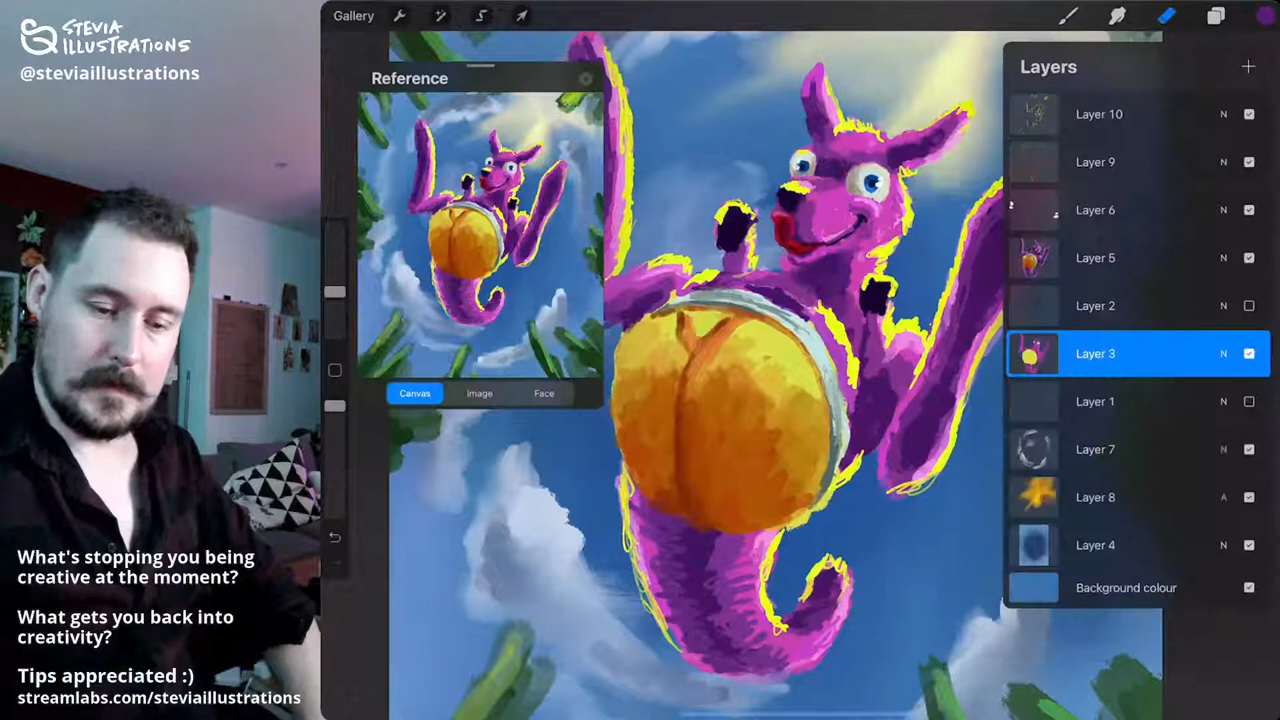 STEVIA
ILLUSTRATIONS
@steviaillustrations
Gallery
Reference
Canvas
Image
Face
Layers
Layer 10 N
Layer 9 N
Layer 6 N
Layer 5 N
Layer 2 N
Layer 3 N
Layer 1 N
Layer 7 N
Layer 8 A
Layer 4 N
Background colour
What's stopping you being
creative at the moment?
What gets you back into
creativity?
Tips appreciated :)
streamlabs.com/steviaillustrations